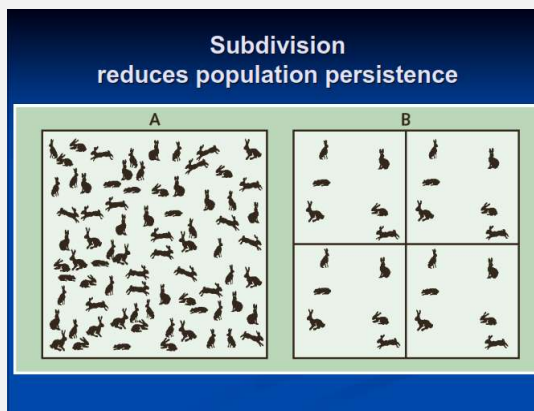 Subdivision
reduces population persistence
A
B